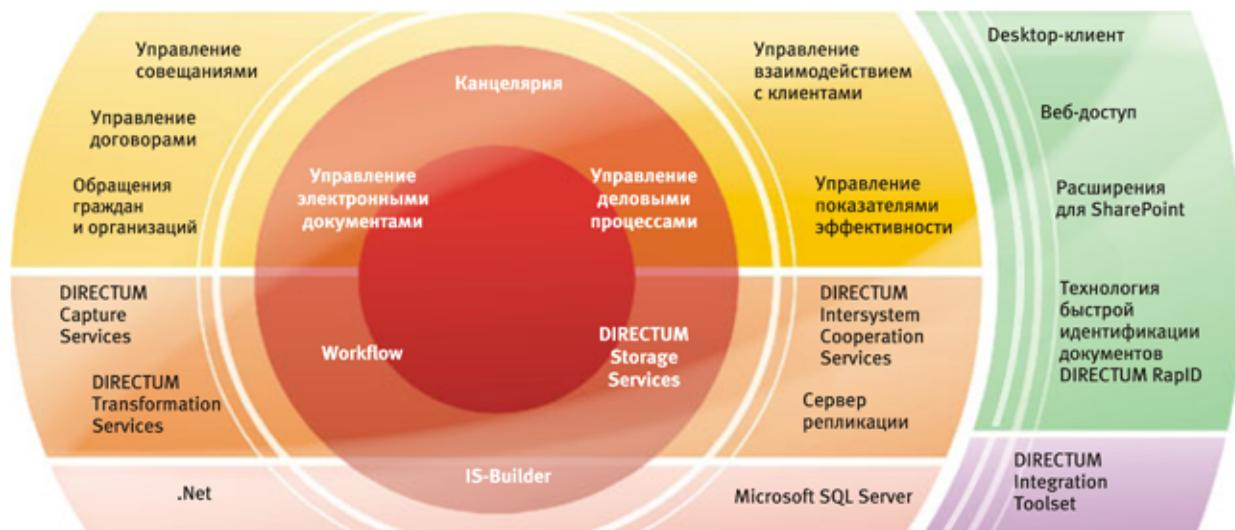 Управление
совещаниями
Управление
договорами
Обращения
граждан
и организаций
Канцелярия
Управление
электронными
документами
Управление
деловыми
процессами
Управление
взаимодействием
с клиентами
Управление
показателями
эффективности
Desktop-клиент
Веб-доступ
Расширения
для SharePoint
Технология
быстрой
идентификации
документов
DIRECTUM RapID
DIRECTUM
Capture
Services
DIRECTUM
Transformation
Services
Workflow
DIRECTUM
Storage
Services
DIRECTUM
Intersystem
Cooperation
Services
Сервер
репликации
.Net
IS-Builder
Microsoft SQL Server
DIRECTUM
Integration
Toolset